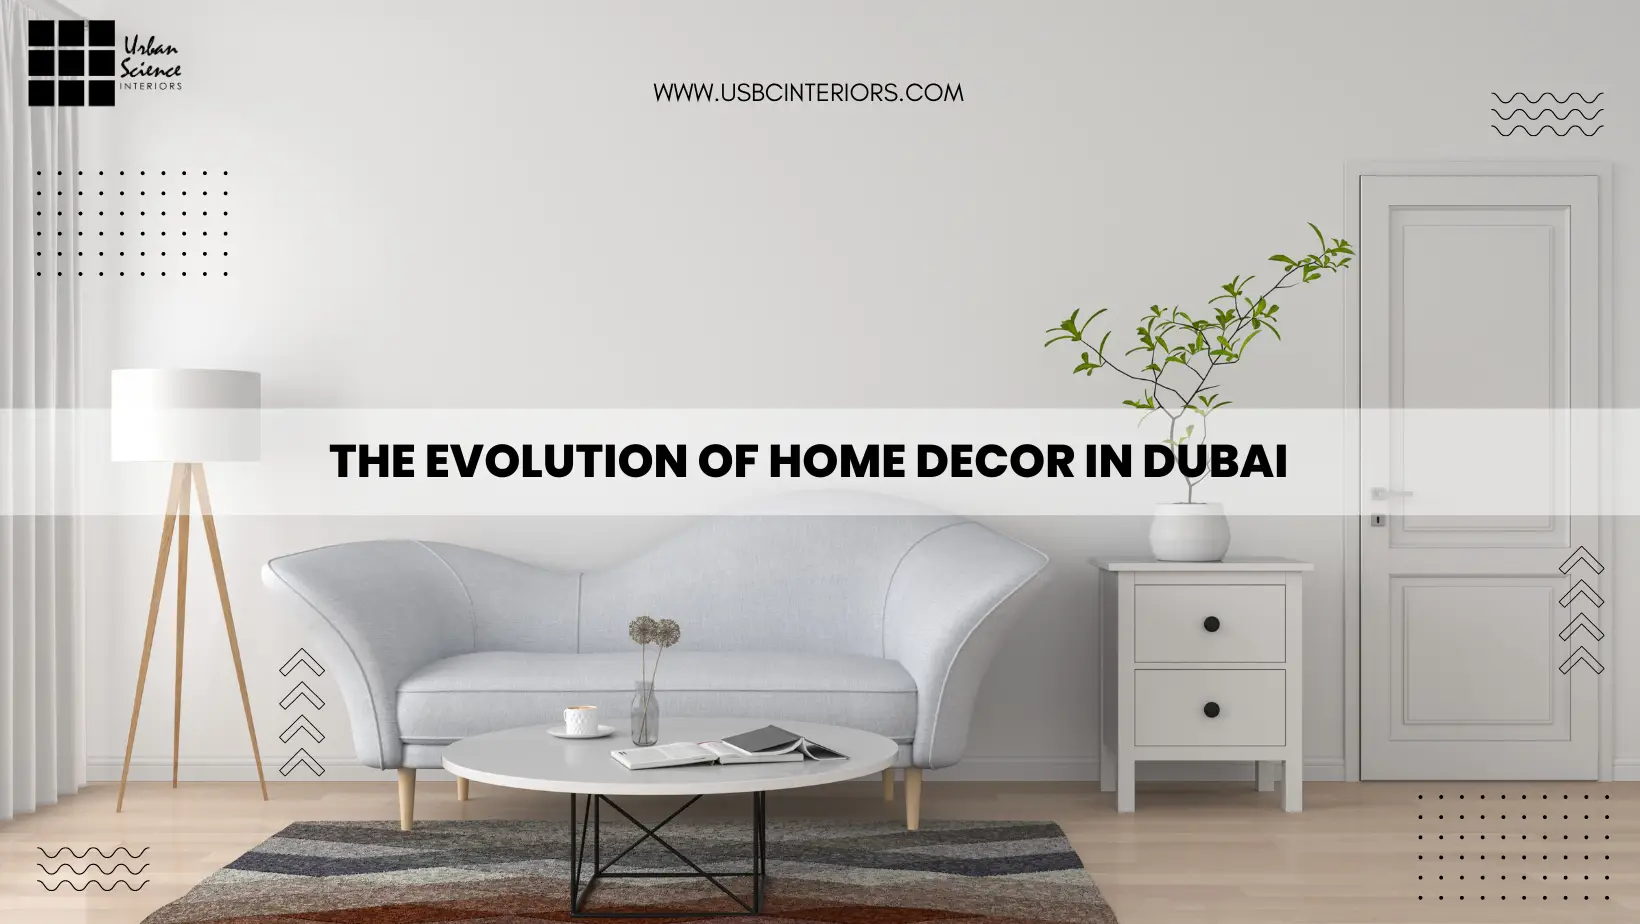 Urban
Science
INTERIORS
WWW.USBCINTERIORS.COM
THE EVOLUTION OF HOME DECOR IN DUBAI